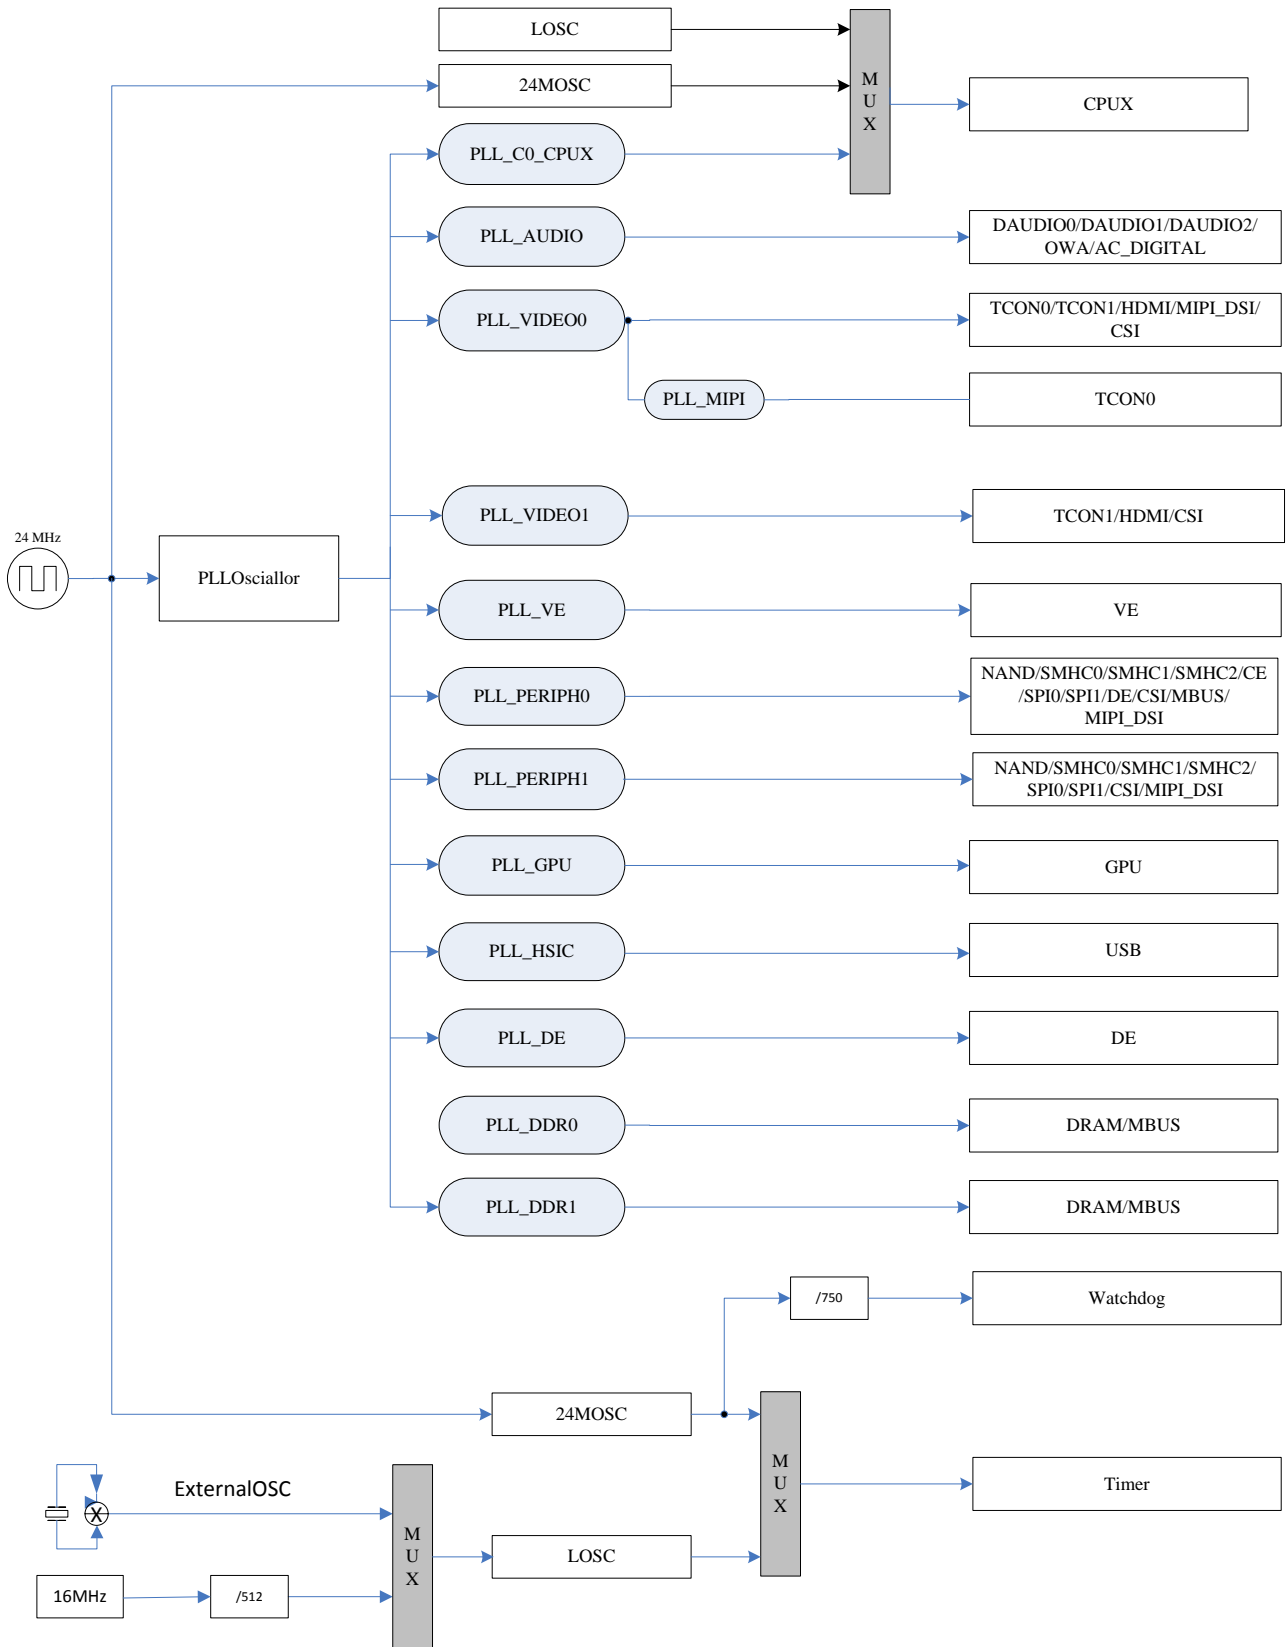 LOSC
24MOSC
M
U
X
CPUX
PLL_C0_CPUX
PLL_AUDIO
DAUDIO0/DAUDIO1/DAUDIO2/
OWA/AC_DIGITAL
PLL_VIDEO0
TCON0/TCON1/HDMI/MIPI_DSI/
CSI
PLL_MIPI
TCON0
PLL_VIDEO1
TCON1/HDMI/CSI
24 MHz
PLLOsciallor
PLL_VE
VE
PLL_PERIPH0
NAND/SMHC0/SMHC1/SMHC2/CE
/SPI0/SPI1/DE/CSI/MBUS/
MIPI_DSI
PLL_PERIPH1
NAND/SMHC0/SMHC1/SMHC2/
SPI0/SPI1/CSI/MIPI_DSI
PLL_GPU
GPU
PLL_HSIC
USB
PLL_DE
DE
PLL_DDR0
DRAM/MBUS
PLL_DDR1
DRAM/MBUS
/750
Watchdog
24MOSC
M
U
X
Timer
ExternalOSC
X
M
U
X
LOSC
16MHz
/512